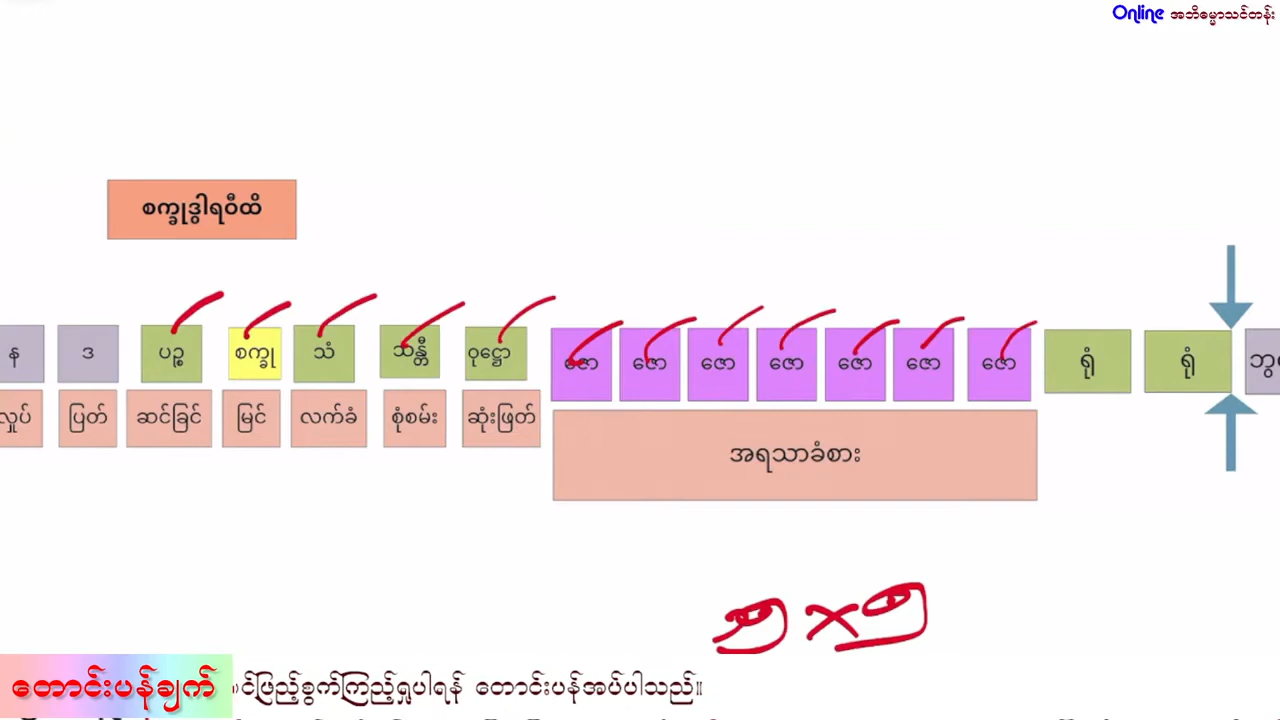 Online အဘိဓမ္မာသင်တန်း
စက္ခုဒွါရဝီထိ
န ဒ ပဉ္စ စက္ခု သံ သန္တီ ဝုဋ္ဌော ဇော ဇော ဇော ဇော ဇော ဇော ဇော ရုံ ရုံ
လှုပ် ပြတ် ဆင်ခြင် မြင် လက်ခံ စုံစမ်း ဆုံးဖြတ်
အရသာခံစား
တောင်းပန်ချက် ကြည့်ရှုပါရန် တောင်းပန်အပ်ပါသည်။